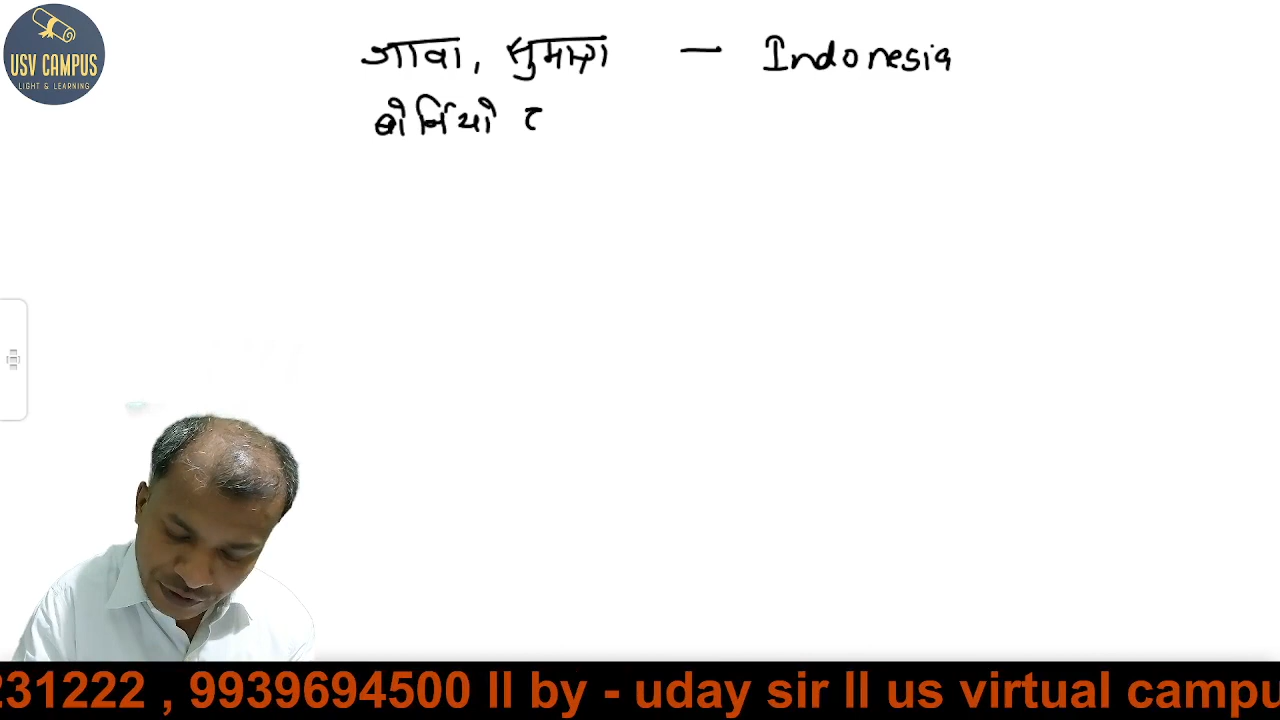 USV CAMPUS
LIGHT & LEARNING
जावा, सुमात्रा — Indonesia
बोर्नियो ट
231222 , 9939694500 ll by - uday sir ll us virtual campu